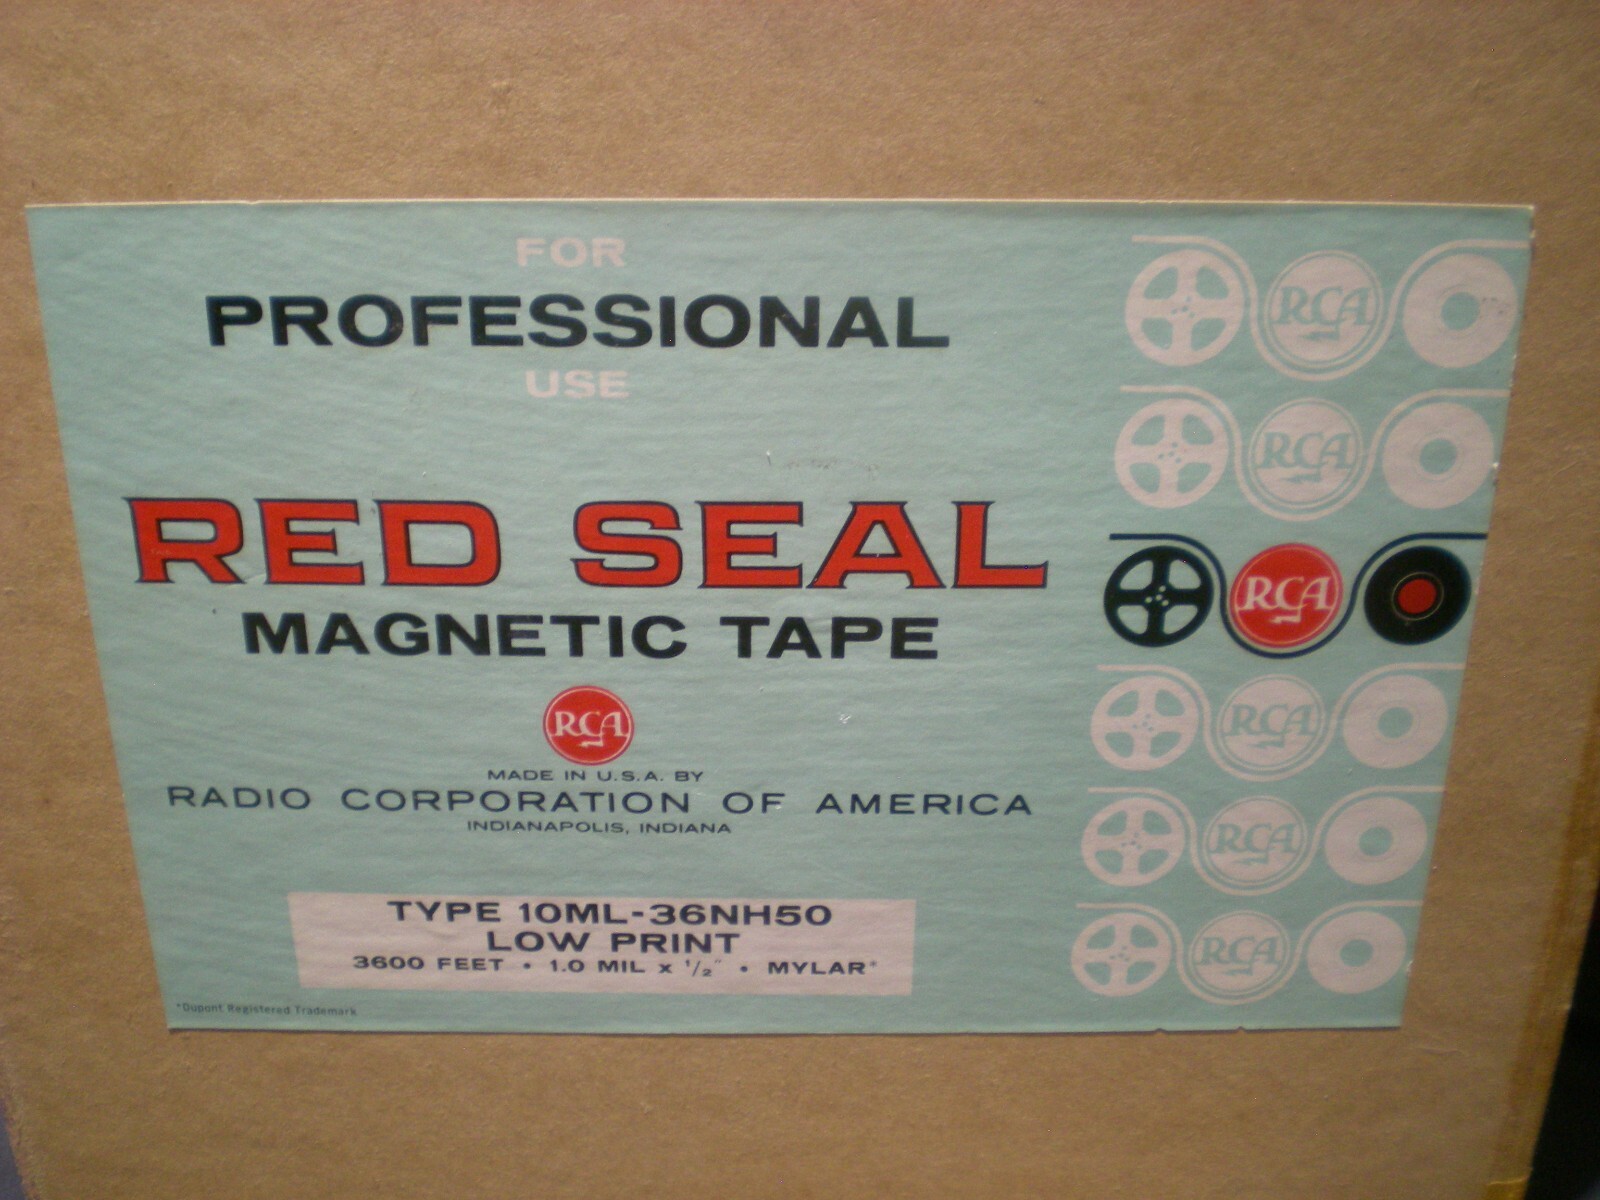 FOR
PROFESSIONAL
USE
RED SEAL
MAGNETIC TAPE
RCA
MADE IN U.S.A. BY
RADIO CORPORATION OF AMERICA
INDIANAPOLIS, INDIANA
TYPE 10ML-36NH50
LOW PRINT
3600 FEET • 1.0 MIL x 1/2" • MYLAR*
*Dupont Registered Trademark
RCA
RCA
RCA
RCA
RCA
RCA